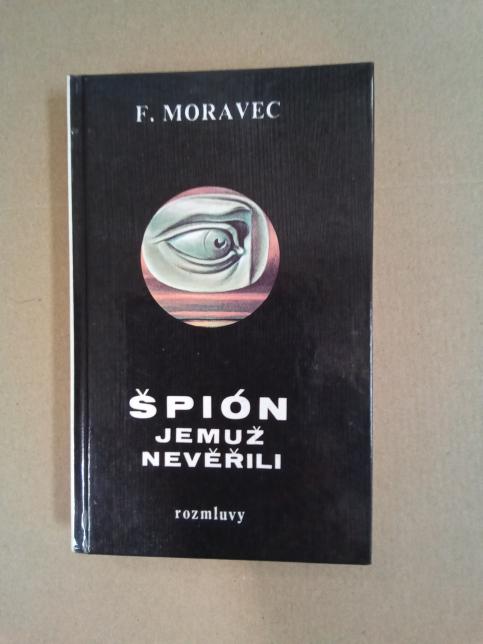 F. MORAVEC
ŠPIÓN
JEMUŽ
NEVĚŘILI
rozmluvy